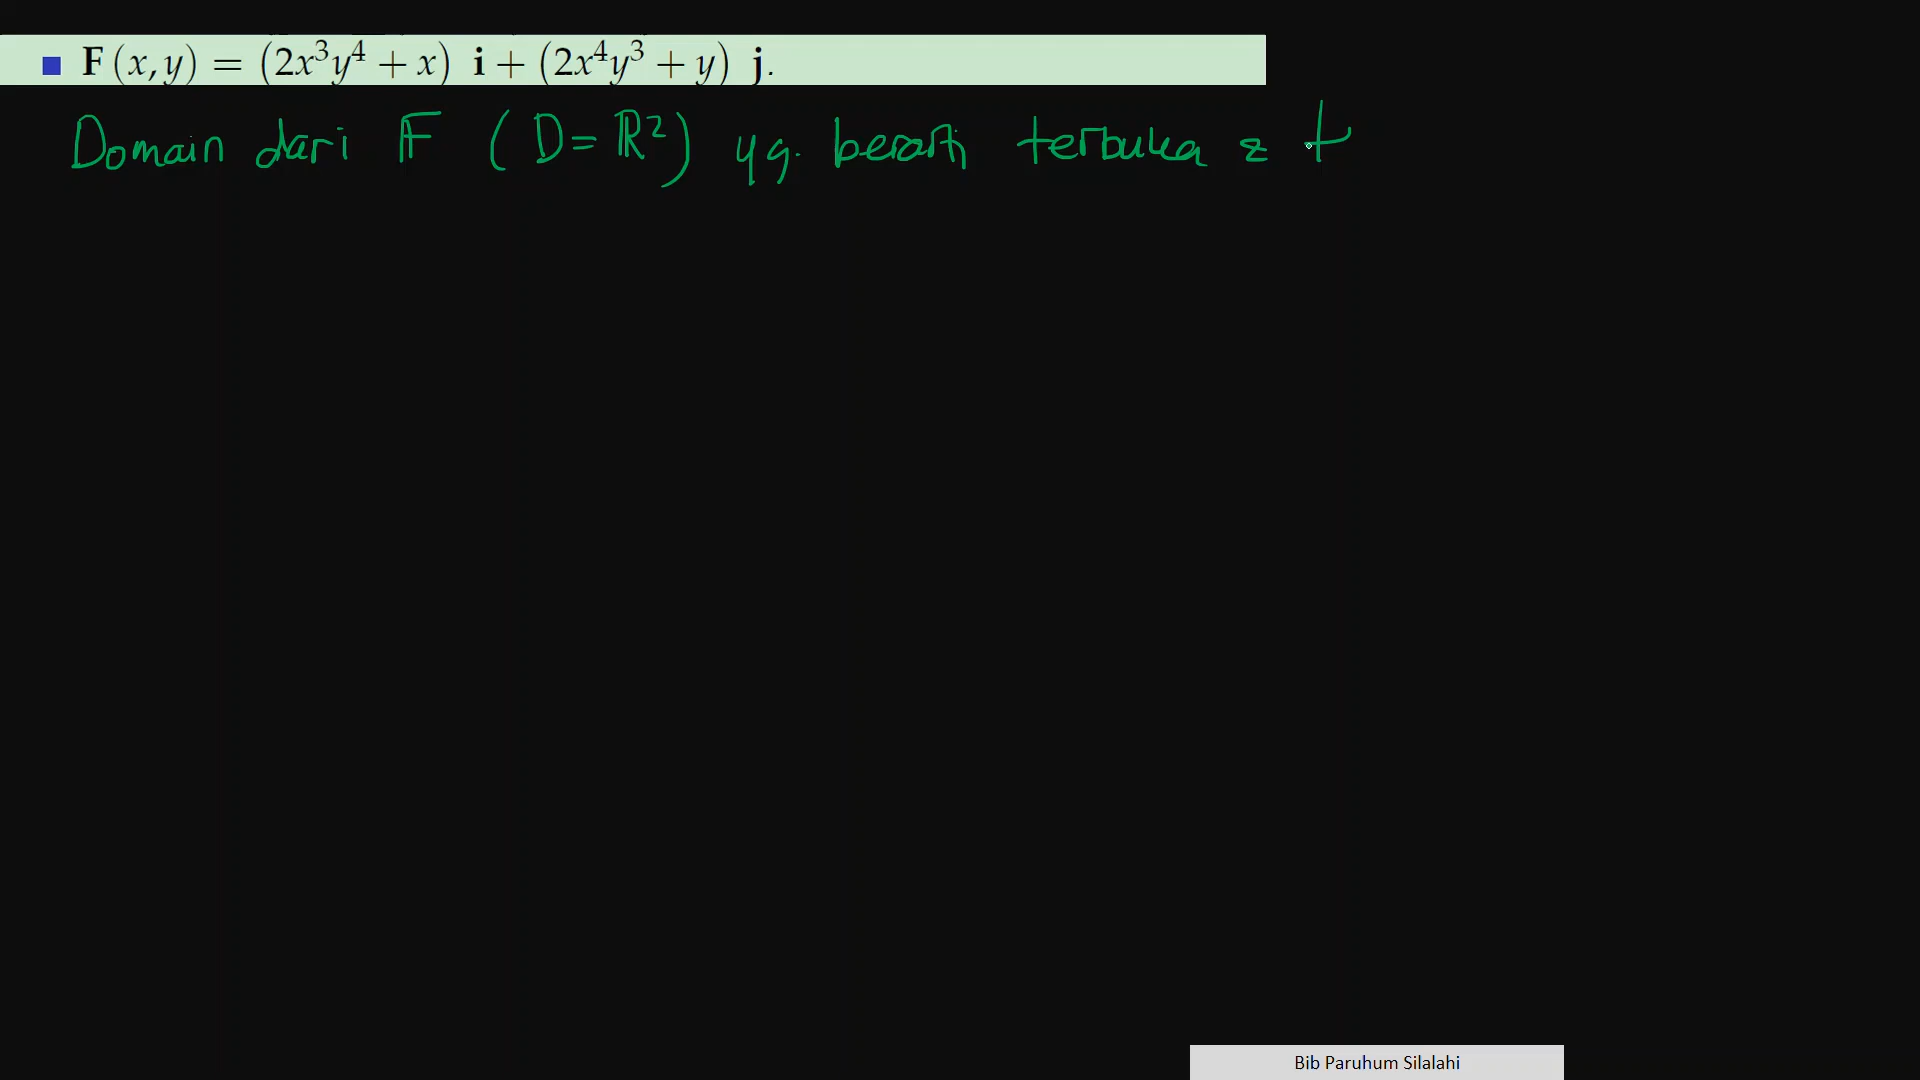 F (x, y) = (2x³y⁴ + x) i + (2x⁴y³ + y) j.
Domain dari F ( D = ℝ² ) yg. berarti terbuka z t
Bib Paruhum Silalahi